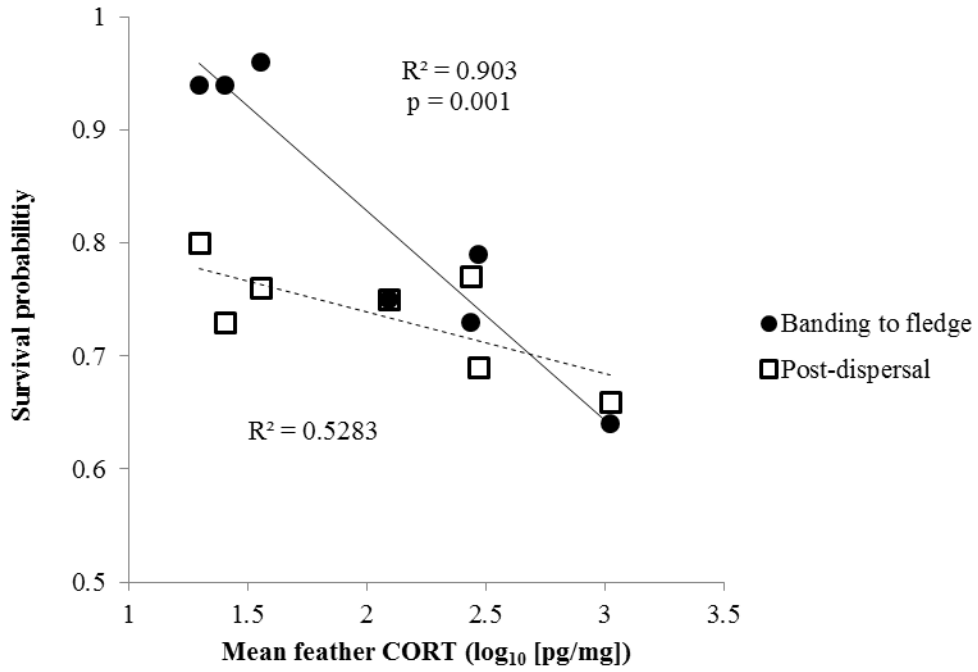 1
R² = 0.903
p = 0.001
0.9
0.8
0.7
0.6
0.5
R² = 0.5283
Survival probabilitiy
Banding to fledge
Post-dispersal
1
1.5
2
2.5
3
3.5
Mean feather CORT (log₁₀ [pg/mg])